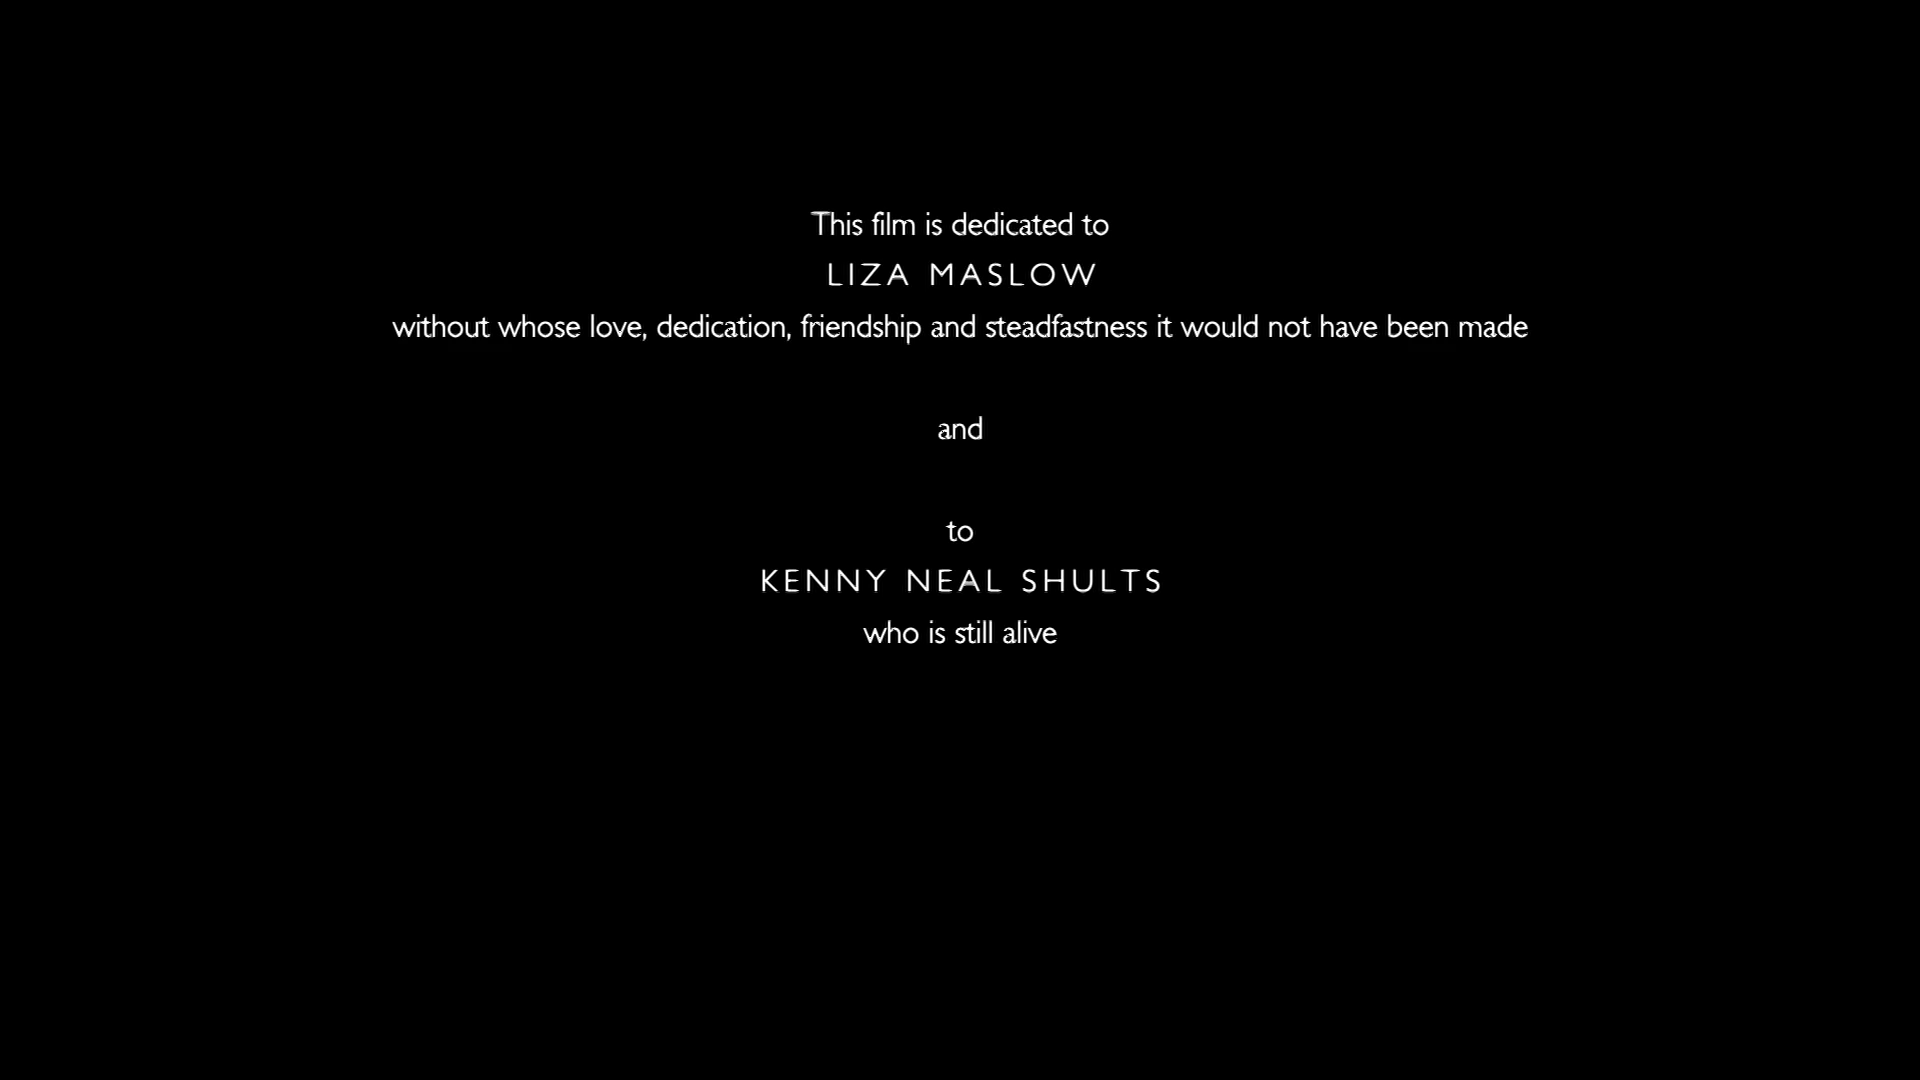 This film is dedicated to
LIZA MASLOW
without whose love, dedication, friendship and steadfastness it would not have been made
and
to
KENNY NEAL SHULTS
who is still alive